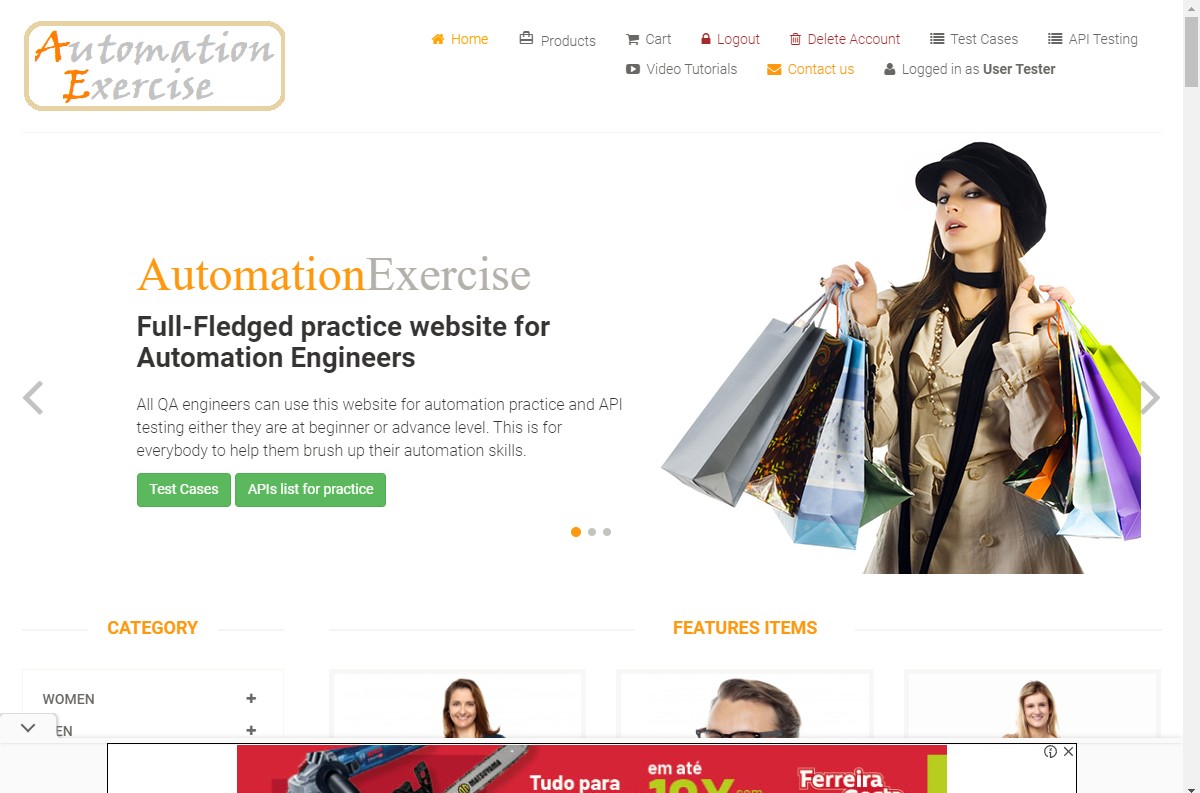 Automation
Exercise
Home
Products
Cart
Logout
Delete Account
Test Cases
API Testing
Video Tutorials
Contact us
Logged in as User Tester
AutomationExercise
Full-Fledged practice website for
Automation Engineers
All QA engineers can use this website for automation practice and API
testing either they are at beginner or advance level. This is for
everybody to help them brush up their automation skills.
Test Cases
APIs list for practice
CATEGORY
FEATURES ITEMS
WOMEN
EN
MATSUYAMA
Tudo para
em até
Ferreira